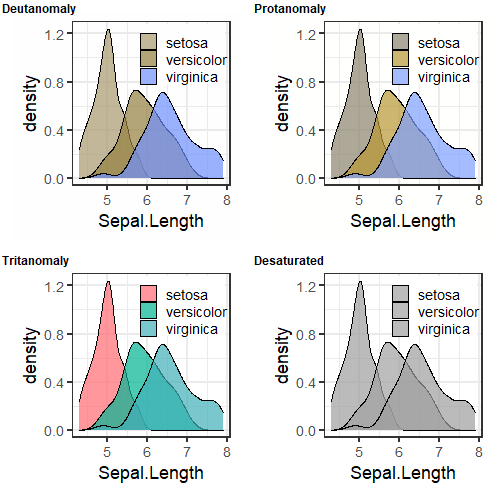 Deutanomaly
1.2
0.8
0.4
0.0
density
setosa
versicolor
virginica
5 6 7 8
Sepal.Length
Protanomaly
1.2
0.8
0.4
0.0
density
setosa
versicolor
virginica
5 6 7 8
Sepal.Length
Tritanomaly
1.2
0.8
0.4
0.0
density
setosa
versicolor
virginica
5 6 7 8
Sepal.Length
Desaturated
1.2
0.8
0.4
0.0
density
setosa
versicolor
virginica
5 6 7 8
Sepal.Length